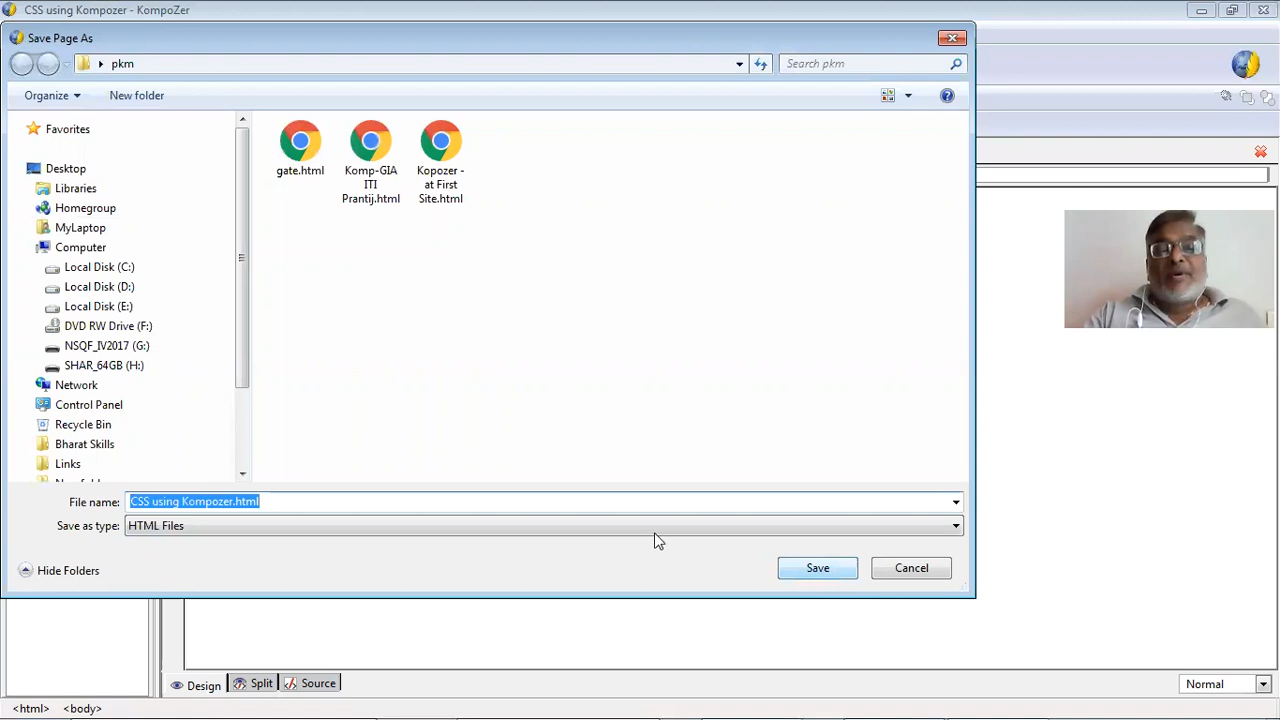 CSS using Kompozer - KompoZer
Save Page As
pkm
Search pkm
Organize
New folder
Favorites
Desktop
Libraries
Homegroup
MyLaptop
Computer
Local Disk (C:)
Local Disk (D:)
Local Disk (E:)
DVD RW Drive (F:)
NSQF_IV2017 (G:)
SHAR_64GB (H:)
Network
Control Panel
Recycle Bin
Bharat Skills
Links
gate.html
Komp-GIA
ITI
Prantij.html
Kopozer -
at First
Site.html
File name:
CSS using Kompozer.html
Save as type:
HTML Files
Hide Folders
Save
Cancel
Design
Split
Source
Normal
<html>
<body>